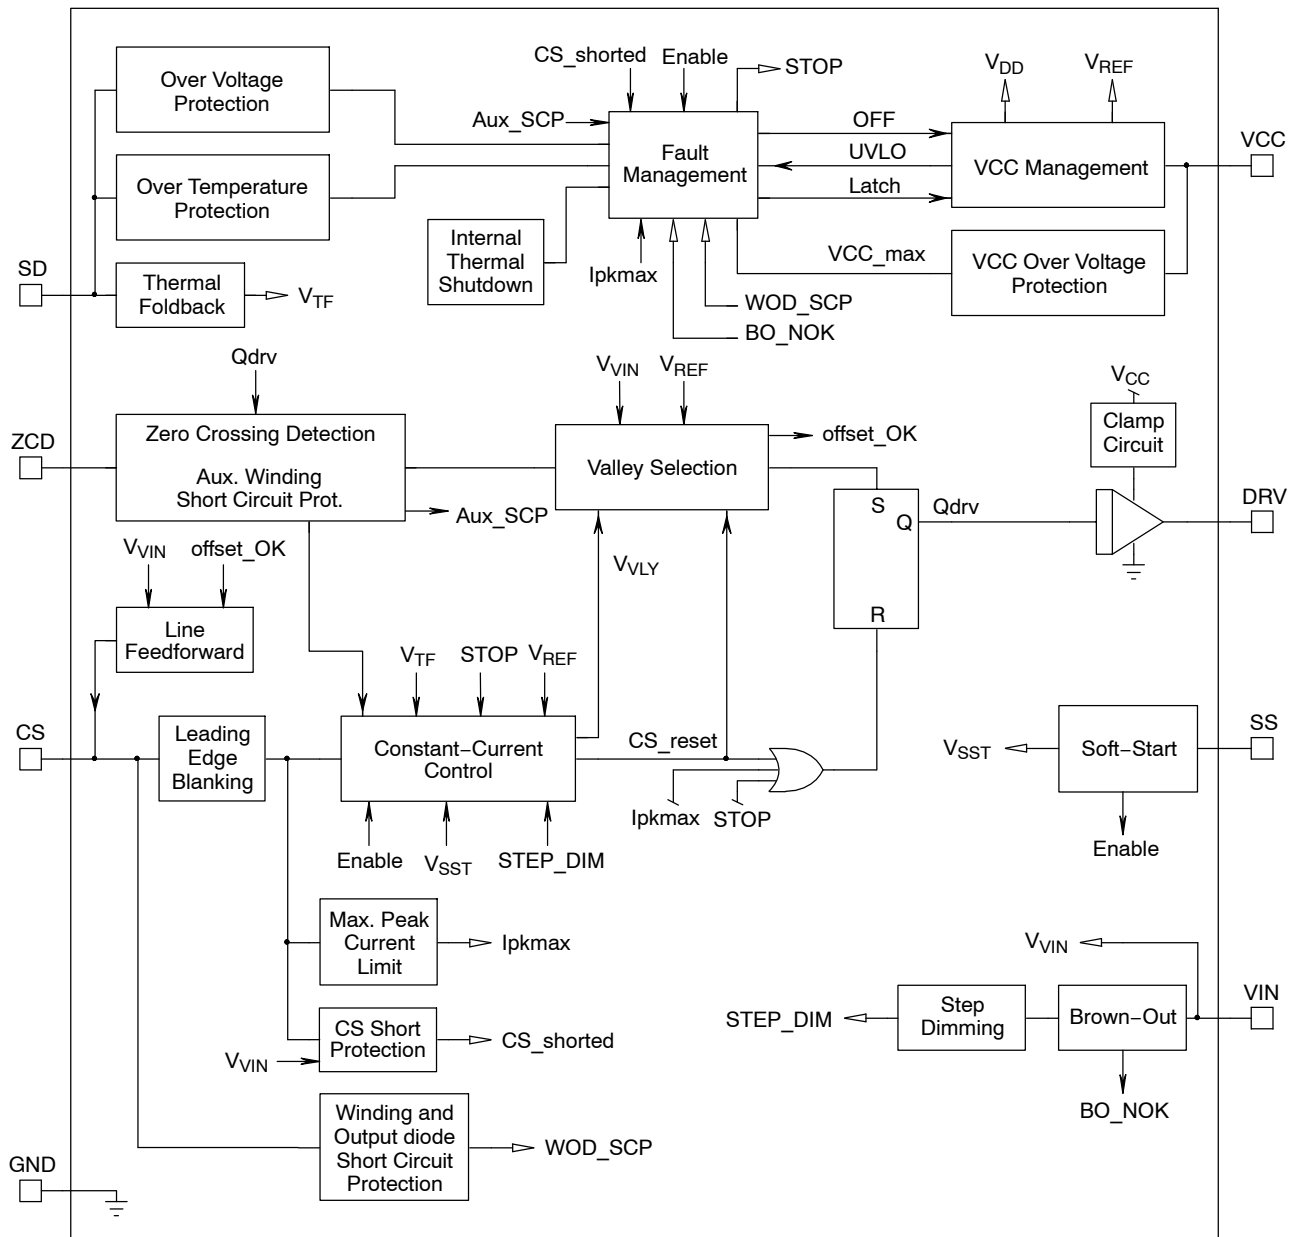 CS_shorted
Enable
STOP
VDD
VREF
Over Voltage
Protection
Aux_SCP
OFF
Fault
Management
UVLO
VCC Management
VCC
Over Temperature
Protection
Latch
Internal
Thermal
Shutdown
Ipkmax
VCC_max
VCC Over Voltage
Protection
SD
Thermal
Foldback
VTF
WOD_SCP
BO_NOK
Qdrv
VVIN
VREF
VCC
Clamp
Circuit
ZCD
Zero Crossing Detection
Aux. Winding
Short Circuit Prot.
Valley Selection
offset_OK
Aux_SCP
S
Q
Qdrv
DRV
VVIN
offset_OK
VVLY
R
Line
Feedforward
VTF
STOP
VREF
CS
Leading
Edge
Blanking
Constant−Current
Control
CS_reset
VSST
Soft−Start
SS
Ipkmax
STOP
Enable
VSST
STEP_DIM
Enable
Max. Peak
Current
Limit
Ipkmax
VVIN
VIN
STEP_DIM
Step
Dimming
Brown−Out
CS Short
Protection
CS_shorted
VVIN
BO_NOK
Winding and
Output diode
Short Circuit
Protection
WOD_SCP
GND